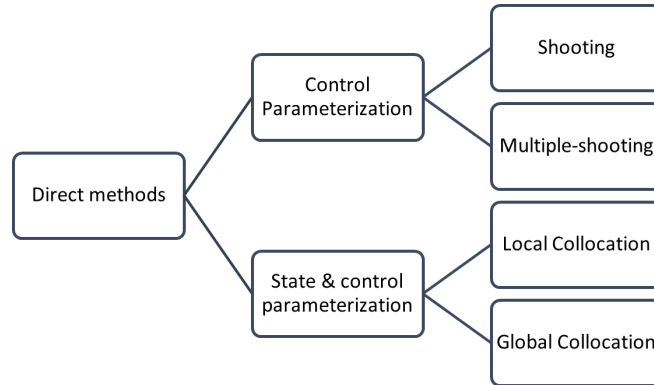 Direct methods
Control
Parameterization
State & control
parameterization
Shooting
Multiple-shooting
Local Collocation
Global Collocation